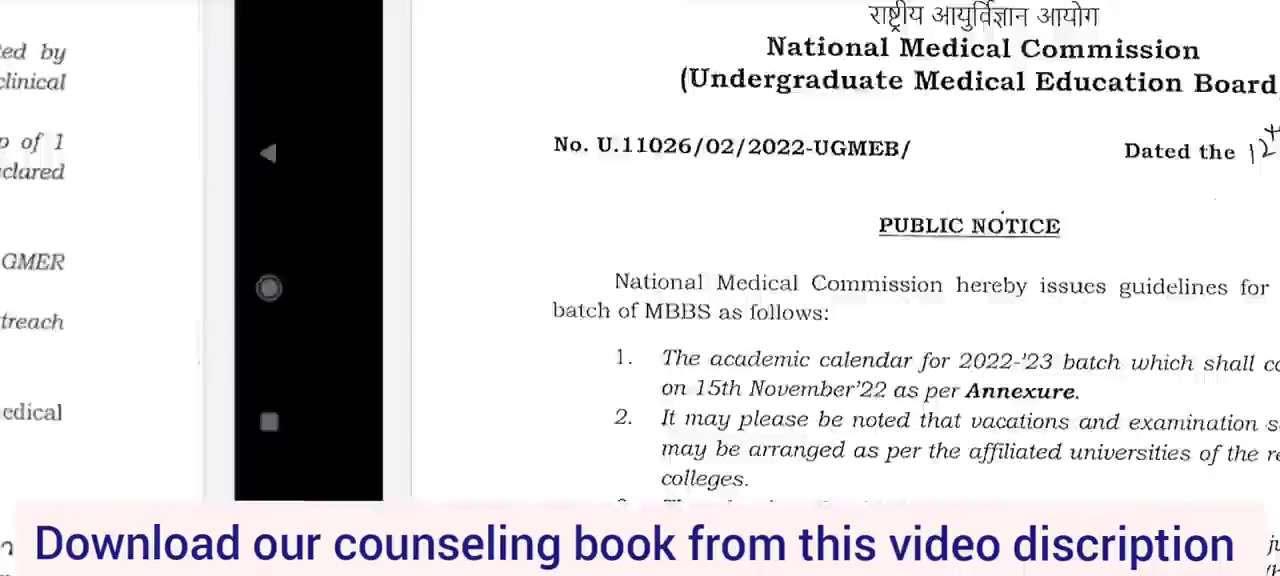 ted by
clinical
of 1
clared
GMER
treach
edical
राष्ट्रीय आयुर्विज्ञान आयोग
National Medical Commission
(Undergraduate Medical Education Board
No. U.11026/02/2022-UGMEB/
Dated the 12
PUBLIC NOTICE
National Medical Commission hereby issues guidelines for
batch of MBBS as follows:
1. The academic calendar for 2022-'23 batch which shall co
on 15th November'22 as per Annexure.
2. It may please be noted that vacations and examination s
may be arranged as per the affiliated universities of the re
colleges.
Download our counseling book from this video discription